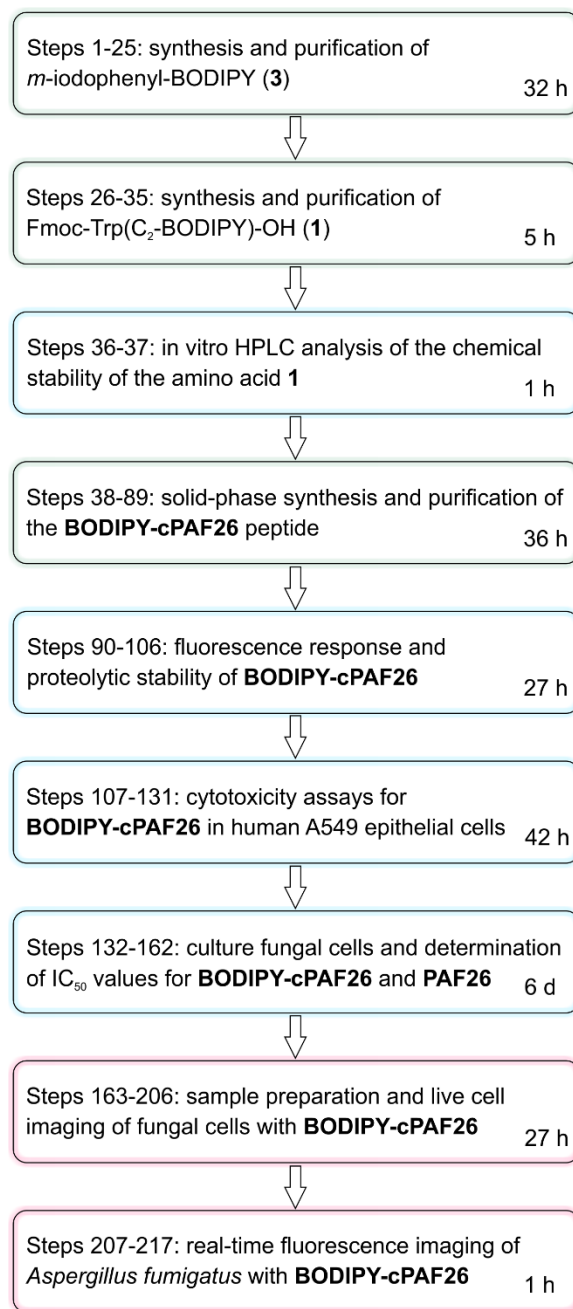 Steps 1-25: synthesis and purification of
m-iodophenyl-BODIPY (3)
32 h
Steps 26-35: synthesis and purification of
Fmoc-Trp(C₂-BODIPY)-OH (1)
5 h
Steps 36-37: in vitro HPLC analysis of the chemical
stability of the amino acid 1
1 h
Steps 38-89: solid-phase synthesis and purification of
the BODIPY-cPAF26 peptide
36 h
Steps 90-106: fluorescence response and
proteolytic stability of BODIPY-cPAF26
27 h
Steps 107-131: cytotoxicity assays for
BODIPY-cPAF26 in human A549 epithelial cells
42 h
Steps 132-162: culture fungal cells and determination
of IC₅₀ values for BODIPY-cPAF26 and PAF26
6 d
Steps 163-206: sample preparation and live cell
imaging of fungal cells with BODIPY-cPAF26
27 h
Steps 207-217: real-time fluorescence imaging of
Aspergillus fumigatus with BODIPY-cPAF26
1 h